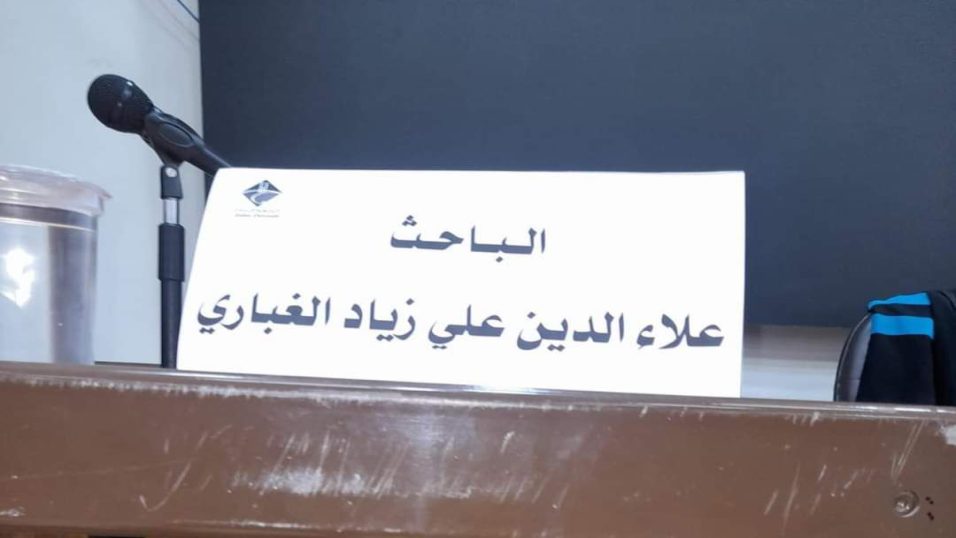 الباحث
علاء الدين علي زياد الغباري